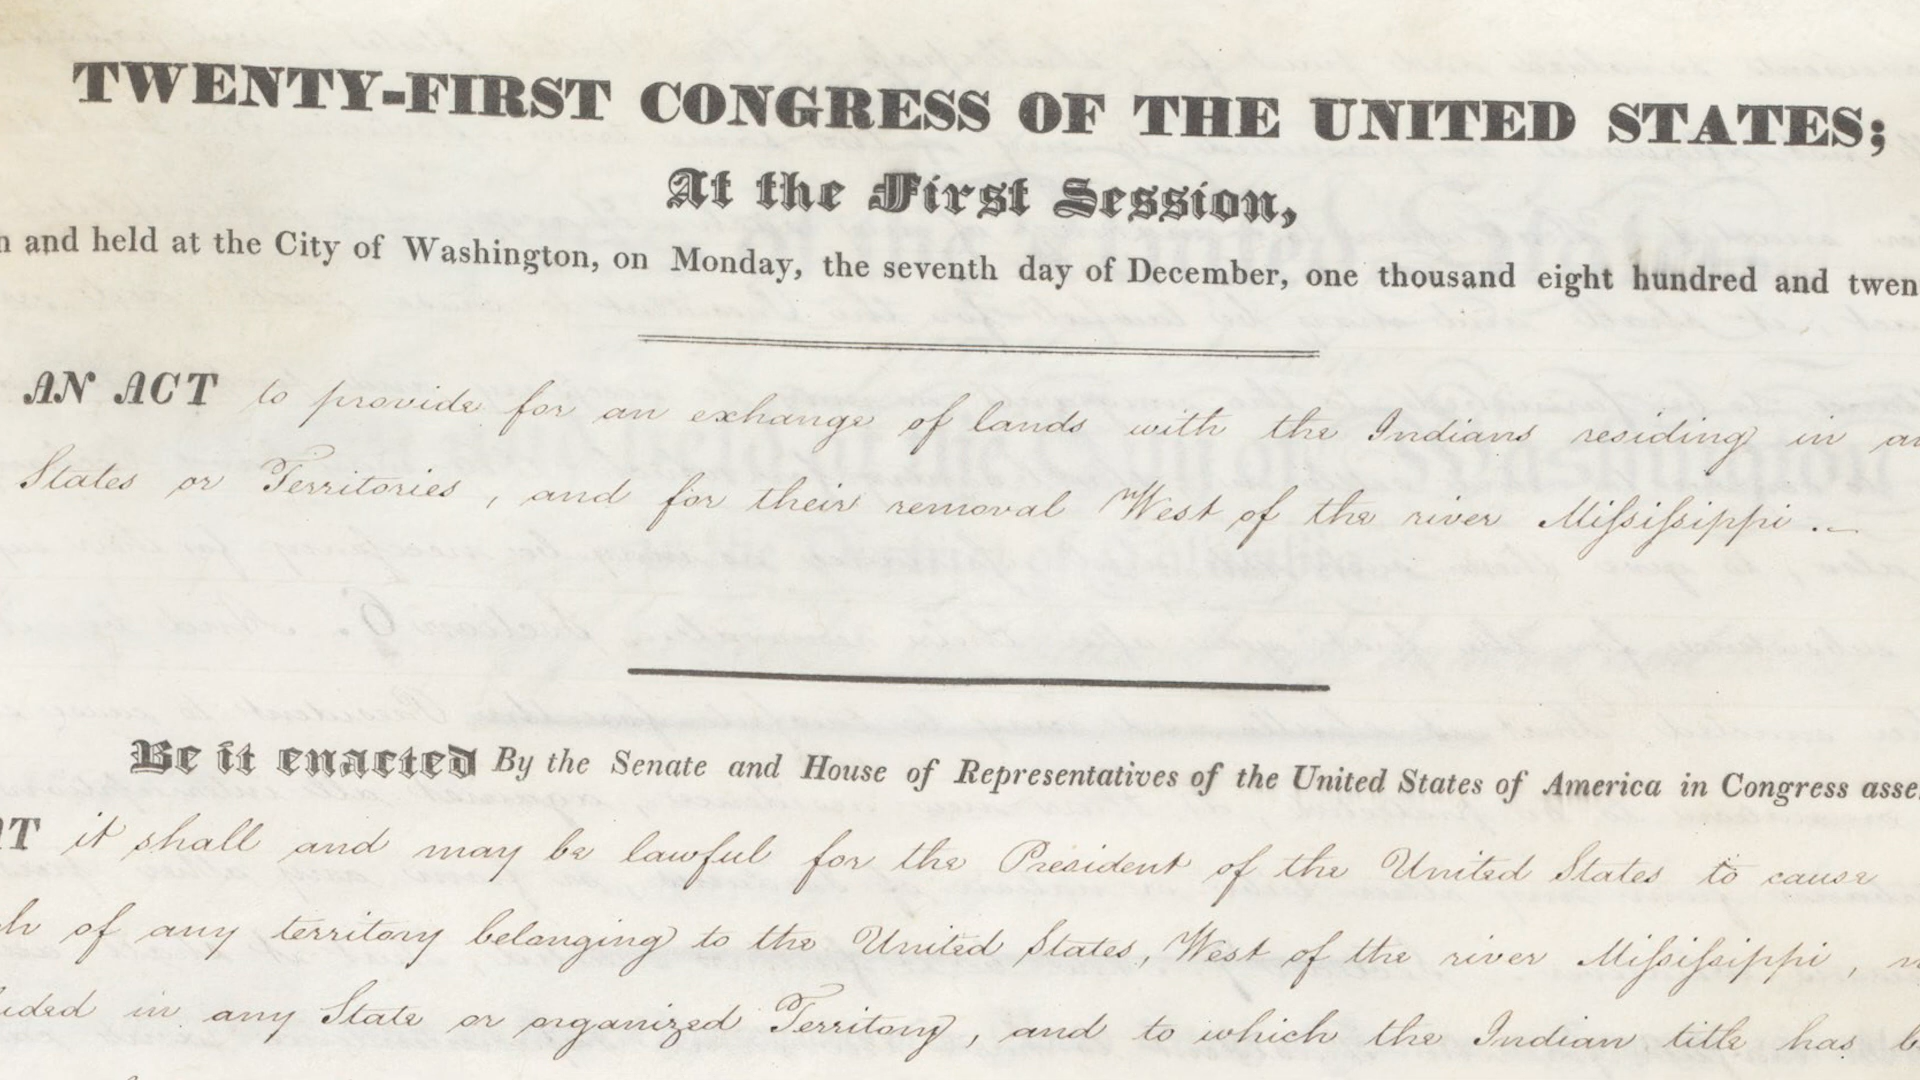 TWENTY-FIRST CONGRESS OF THE UNITED STATES;
At the First Session,
and held at the City of Washington, on Monday, the seventh day of December, one thousand eight hundred and twen
AN ACT to provide for an exchange of lands with the Indians residing in
States or Territories, and for their removal West of the river Miſsiſsippi.
Be it enacted By the Senate and House of Representatives of the United States of America in Congress asse
it shall and may be lawful for the President of the United States to cause
of any territory belonging to the United States, West of the river Miſsiſsippi,
in any State or organized Territory, and to which the Indian title has